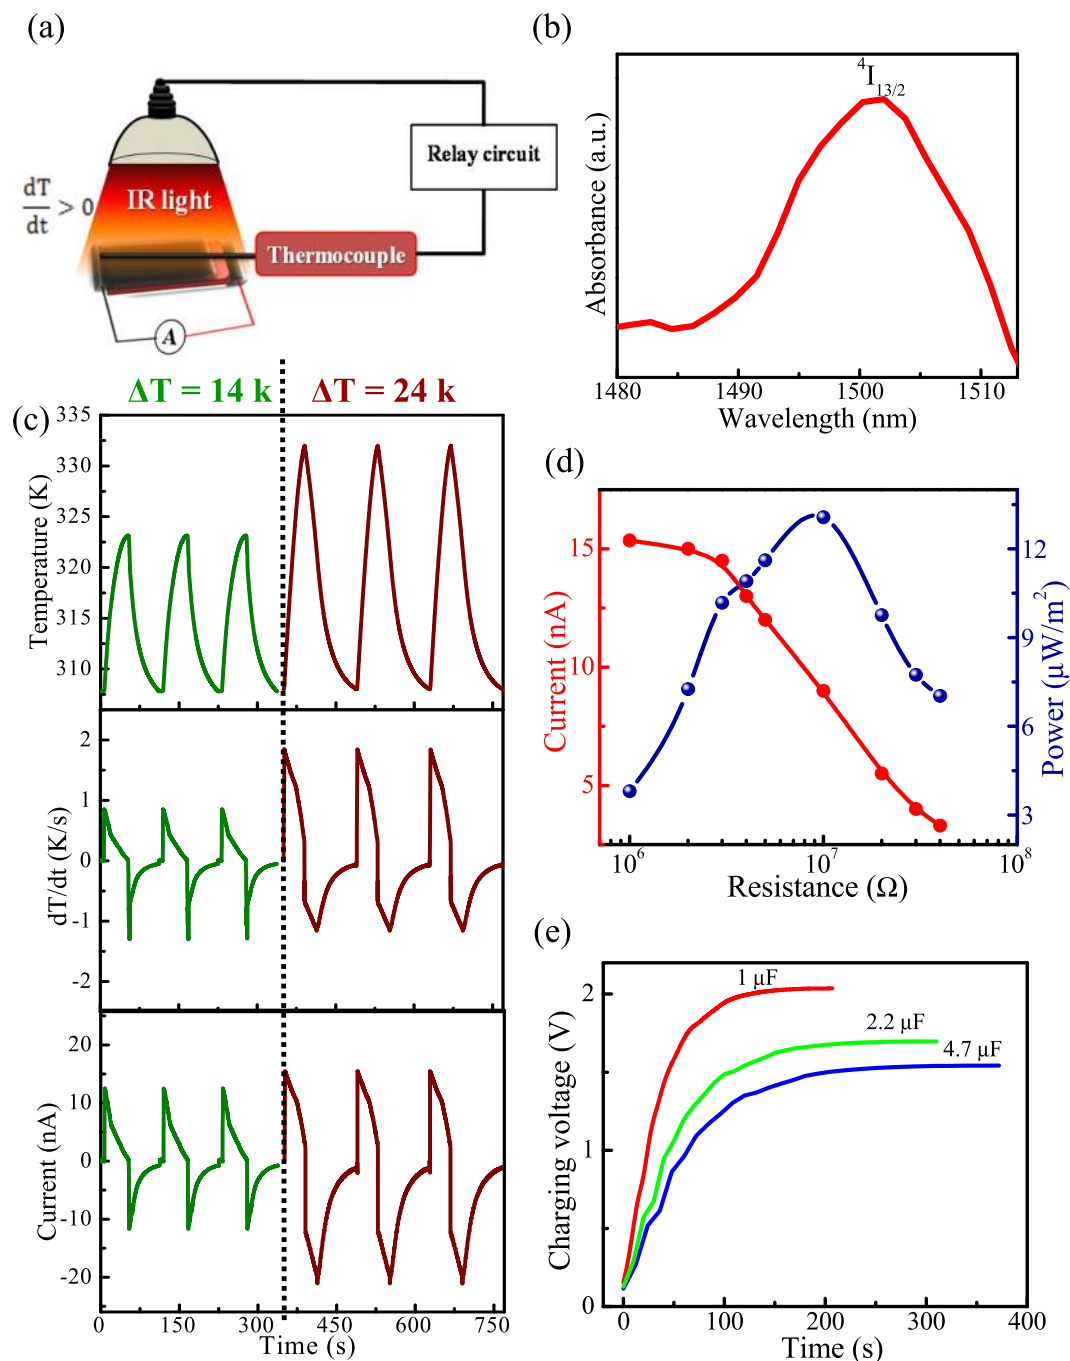 (a)
dT
dt
> 0
IR light
Relay circuit
Thermocouple
A
(b)
⁴I₁₃/₂
Absorbance (a.u.)
1480 1490 1500 1510
Wavelength (nm)
(c)
ΔT = 14 k ΔT = 24 k
335
330
325
320
315
310
Temperature (K)
2
1
0
-1
-2
dT/dt (K/s)
20
10
0
-10
-20
Current (nA)
0 150 300 450 600 750
Time (s)
(d)
15
10
5
Current (nA)
12
9
6
3
Power (μW/m²)
10⁶ 10⁷ 10⁸
Resistance (Ω)
(e)
1 μF
2.2 μF
4.7 μF
2
1
0
Charging voltage (V)
0 100 200 300 400
Time (s)